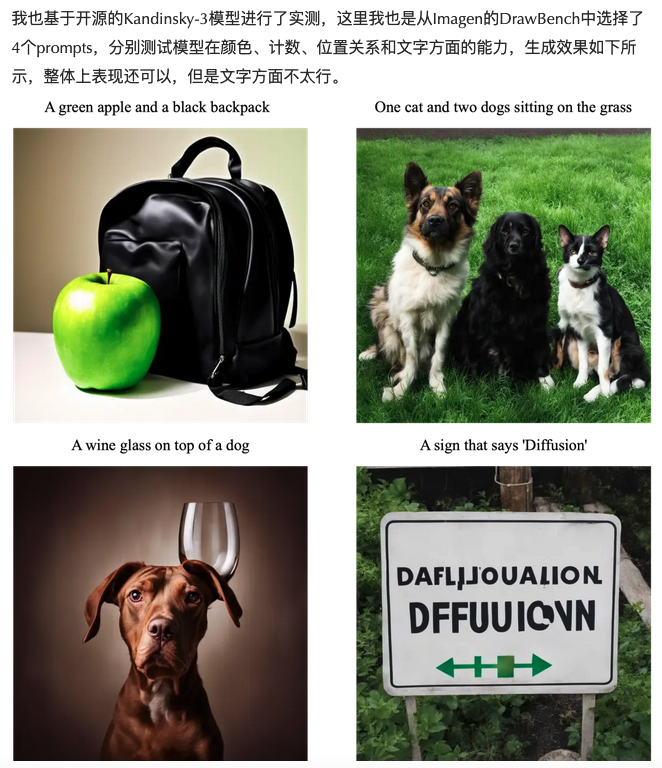 我也基于开源的Kandinsky-3模型进行了实测，这里我也是从Imagen的DrawBench中选择了
4个prompts，分别测试模型在颜色、计数、位置关系和文字方面的能力，生成效果如下所
示，整体上表现还可以，但是文字方面不太行。
A green apple and a black backpack
One cat and two dogs sitting on the grass
A wine glass on top of a dog
A sign that says 'Diffusion'
DFFUUIOVN